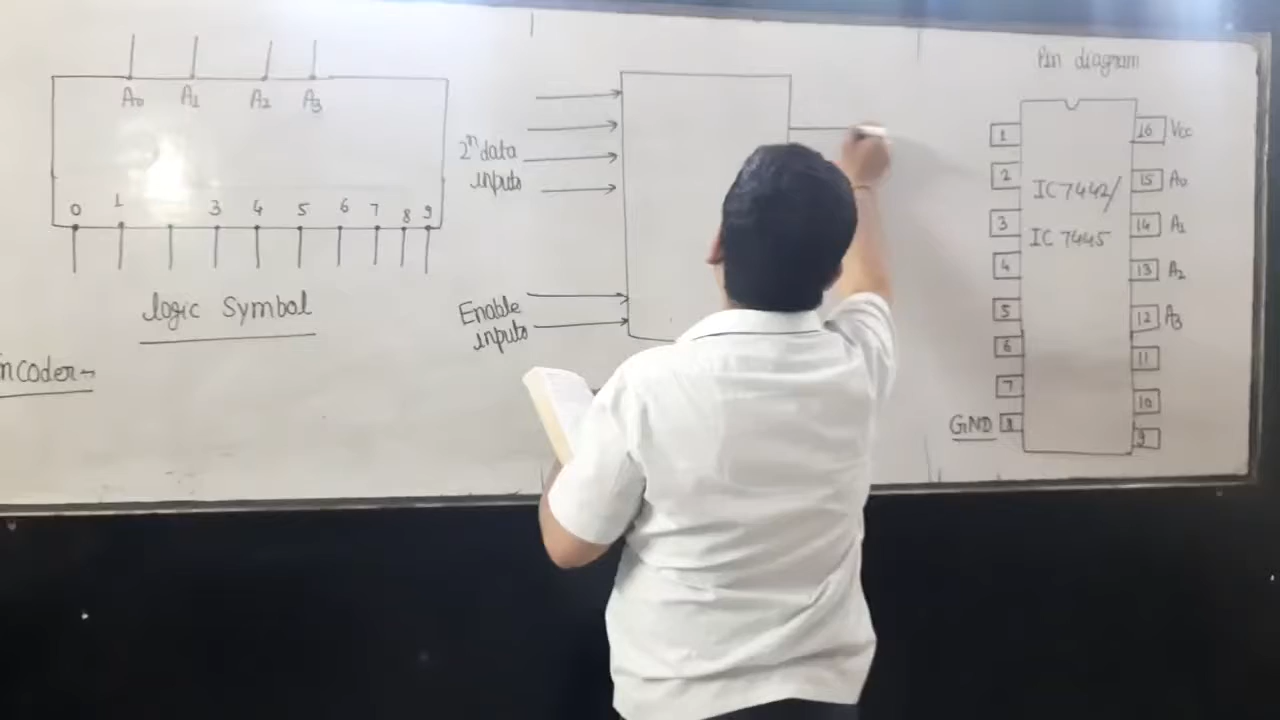 A0 A1 A2 A3
0 1 3 4 5 6 7 8 9
logic Symbol
Encoder
2^n data
inputs
Enable
inputs
Pin diagram
1 16 Vcc
2 15 A0
3 14 A1
4 13 A2
5 12 A3
6 11
7 10
GND 8 9
IC 7442/
IC 7445